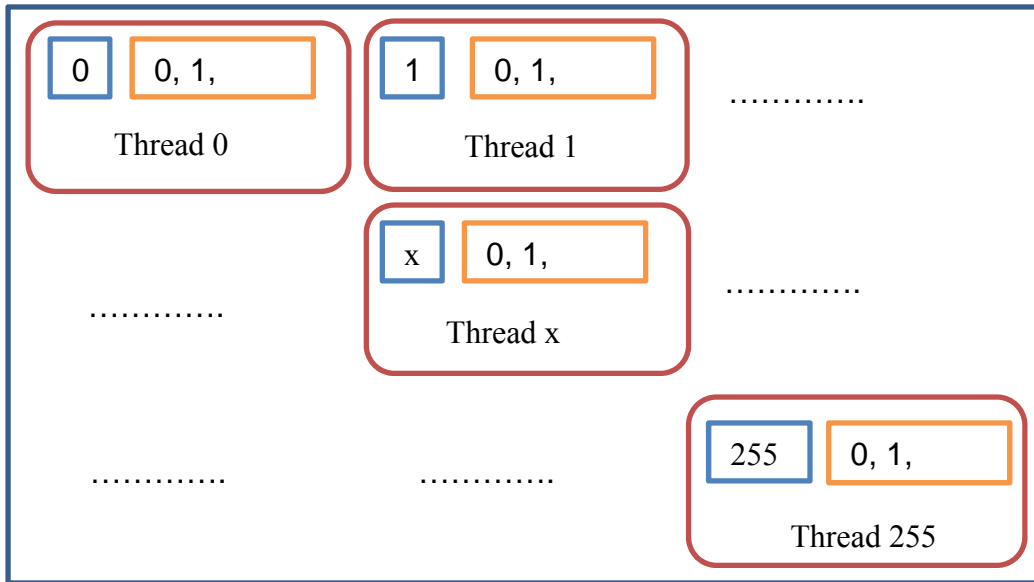 0 0, 1, 1 0, 1, .............
Thread 0 Thread 1
x 0, 1, .............
.............
Thread x
255 0, 1,
............. .............
Thread 255